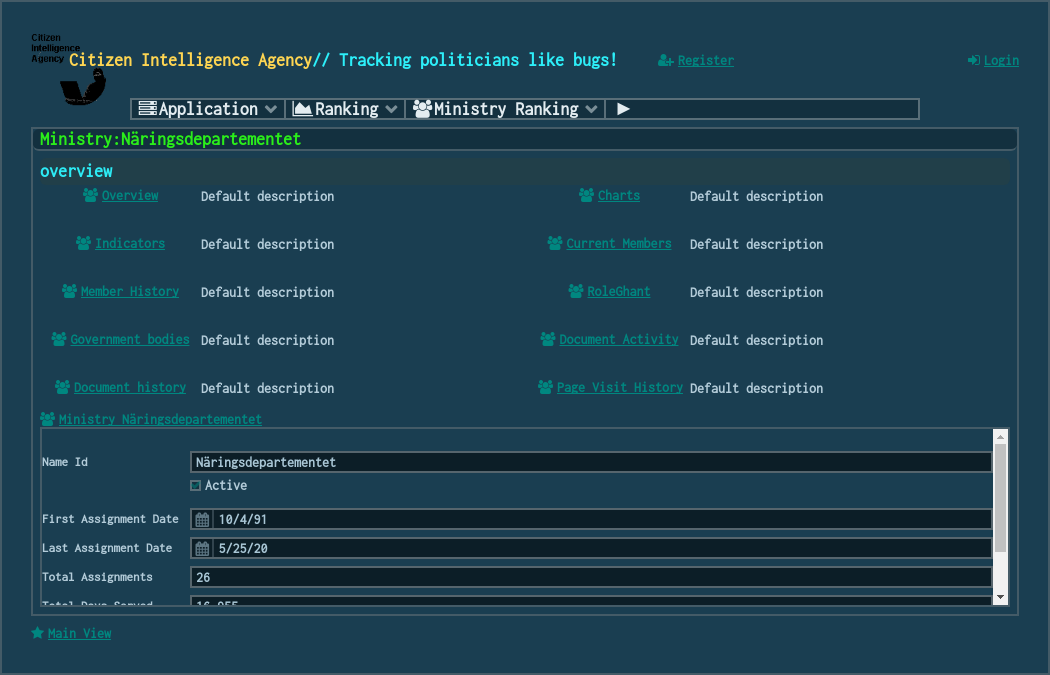 Citizen
Intelligence
Agency
Citizen Intelligence Agency// Tracking politicians like bugs!
Register
Login
Application
Ranking
Ministry Ranking
Ministry:Näringsdepartementet
overview
Overview Default description
Charts Default description
Indicators Default description
Current Members Default description
Member History Default description
RoleGhant Default description
Government bodies Default description
Document Activity Default description
Document history Default description
Page Visit History Default description
Ministry Näringsdepartementet
Name Id Näringsdepartementet
Active
First Assignment Date 10/4/91
Last Assignment Date 5/25/20
Total Assignments 26
Total Days Served
Main View